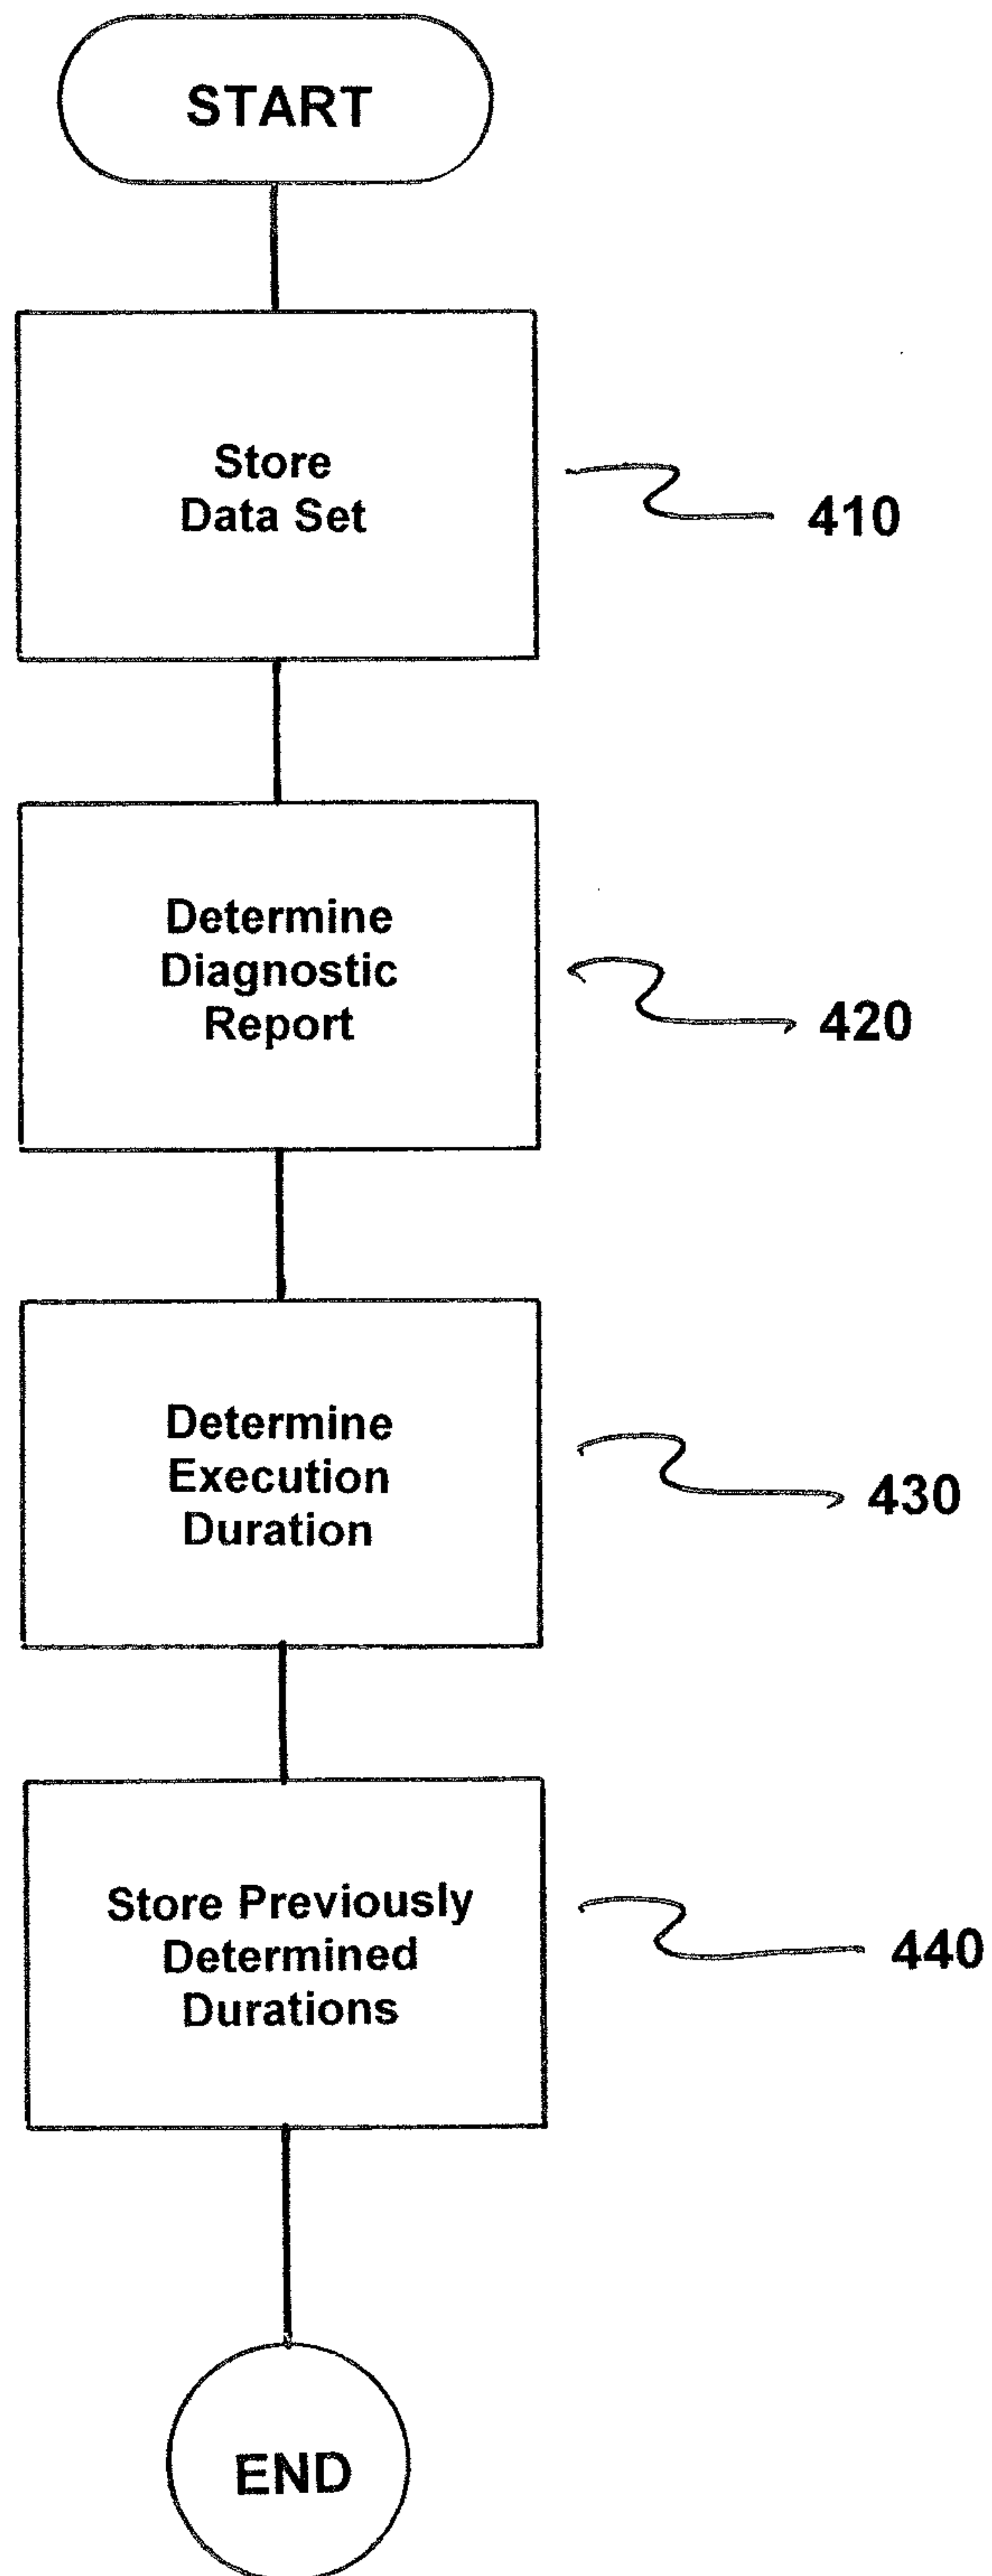 START
Store
Data Set
410
Determine
Diagnostic
Report
420
Determine
Execution
Duration
430
Store Previously
Determined
Durations
440
END